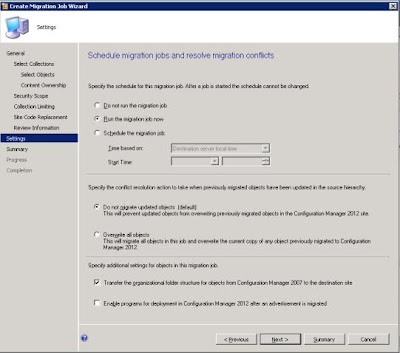 Create Migration Job Wizard
Settings
General
Select Collections
Select Objects
Content Ownership
Security Scope
Collection Limiting
Site Code Replacement
Review Information
Settings
Summary
Progress
Completion
Schedule migration jobs and resolve migration conflicts
Specify the schedule for this migration job. After a job is started the schedule cannot be changed.
Do not run the migration job
Run the migration job now
Schedule the migration job:
Time based on:
Destination server local time
Start Time:
Specify the conflict resolution action to take when previously migrated objects have been updated in the source hierarchy.
Do not migrate updated objects (default)
This will prevent updated objects from overwriting previously migrated objects in the Configuration Manager 2012 site.
Overwrite all objects
This will migrate all objects in this job and overwrite the current copy of any object previously migrated to Configuration
Manager 2012.
Specify additional settings for objects in this migration job.
Transfer the organizational folder structure for objects from Configuration Manager 2007 to the destination site
Enable programs for deployment in Configuration Manager 2012 after an advertisement is migrated
< Previous
Next >
Summary
Cancel